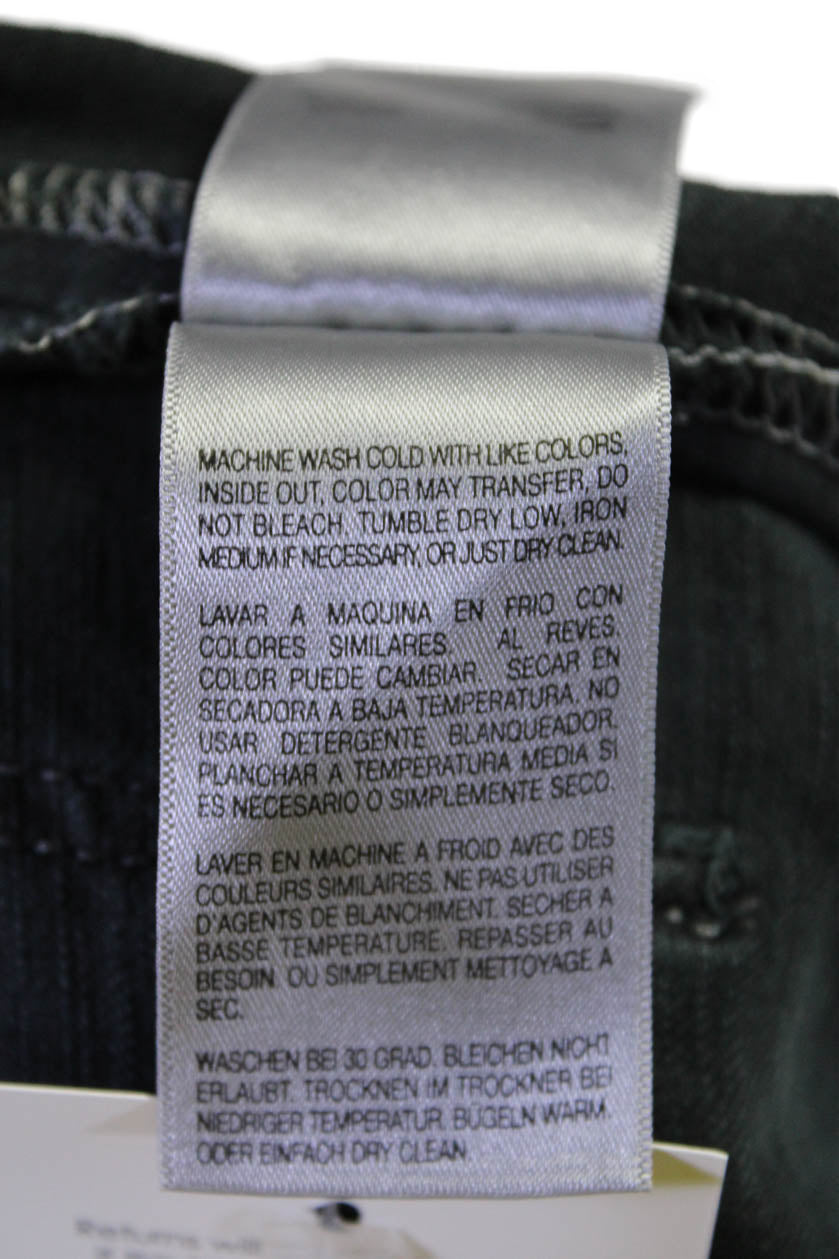 MACHINE WASH COLD WITH LIKE COLORS,
INSIDE OUT, COLOR MAY TRANSFER, DO
NOT BLEACH. TUMBLE DRY LOW, IRON
MEDIUM IF NECESSARY, OR JUST DRY CLEAN.
LAVAR A MAQUINA EN FRIO CON
COLORES SIMILARES. AL REVES.
COLOR PUEDE CAMBIAR. SECAR EN
SECADORA A BAJA TEMPERATURA. NO
USAR DETERGENTE BLANQUEADOR.
PLANCHAR A TEMPERATURA MEDIA SI
ES NECESARIO O SIMPLEMENTE SECO.
LAVER EN MACHINE A FROID AVEC DES
COULEURS SIMILAIRES. NE PAS UTILISER
D'AGENTS DE BLANCHIMENT. SECHER A
BASSE TEMPERATURE. REPASSER AU
BESOIN. OU SIMPLEMENT METTOYAGE A
SEC.
WASCHEN BEI 30 GRAD. BLEICHEN NICHT
ERLAUBT. TROCKNEN IM TROCKNER BEI
NIEDRIGER TEMPERATUR. BUGELN WARM.
ODER EINFACH DRY CLEAN.
Returns will